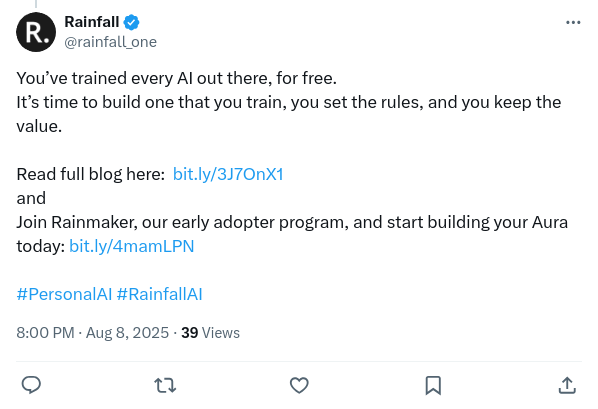 R.
Rainfall
@rainfall_one
You’ve trained every AI out there, for free.
It’s time to build one that you train, you set the rules, and you keep the
value.
Read full blog here: bit.ly/3J7OnX1
and
Join Rainmaker, our early adopter program, and start building your Aura
today: bit.ly/4mamLPN
#PersonalAI #RainfallAI
8:00 PM · Aug 8, 2025 · 39 Views